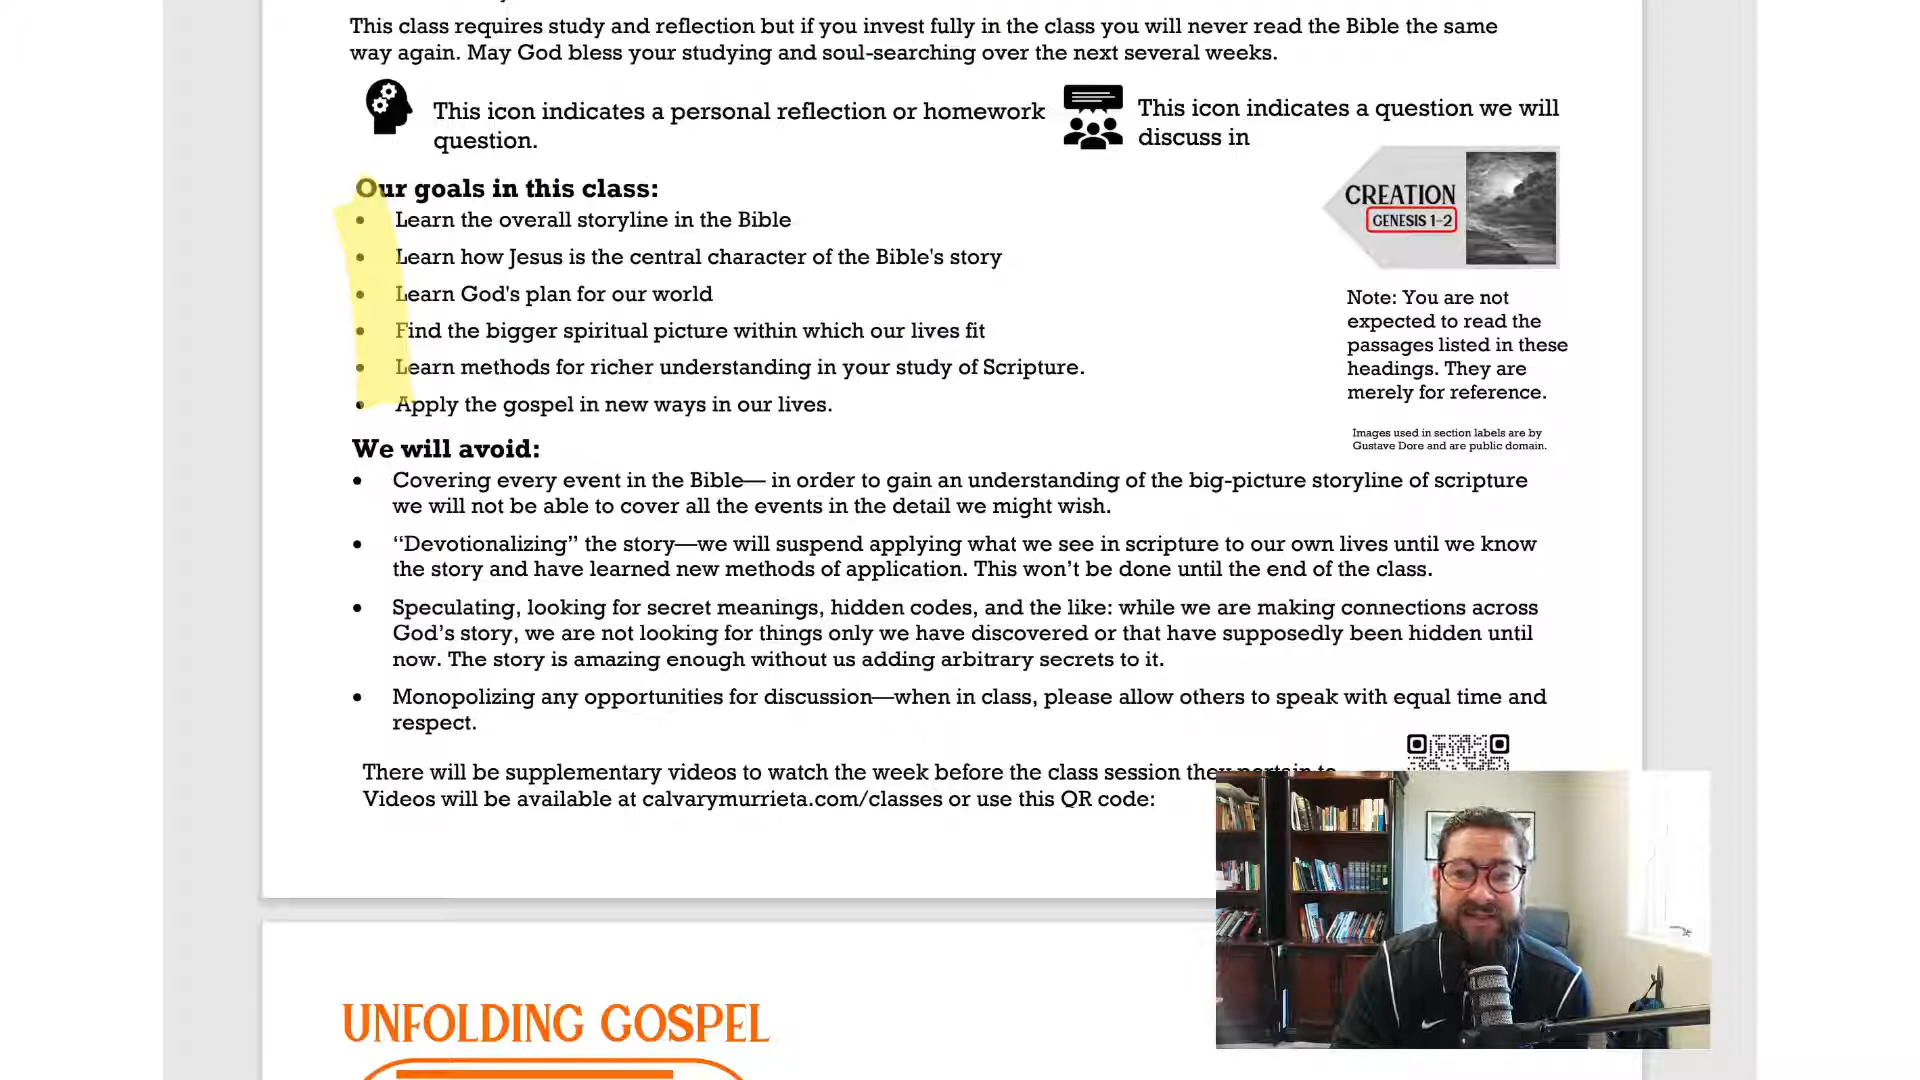 This class requires study and reflection but if you invest fully in the class you will never read the Bible the same
way again. May God bless your studying and soul-searching over the next several weeks.
This icon indicates a personal reflection or homework
question.
This icon indicates a question we will
discuss in
Our goals in this class:
• Learn the overall storyline in the Bible
• Learn how Jesus is the central character of the Bible's story
• Learn God's plan for our world
• Find the bigger spiritual picture within which our lives fit
• Learn methods for richer understanding in your study of Scripture.
• Apply the gospel in new ways in our lives.
CREATION
GENESIS 1-2
Note: You are not
expected to read the
passages listed in these
headings. They are
merely for reference.
Images used in section labels are by
Gustave Dore and are public domain.
We will avoid:
• Covering every event in the Bible— in order to gain an understanding of the big-picture storyline of scripture
we will not be able to cover all the events in the detail we might wish.
• “Devotionalizing” the story—we will suspend applying what we see in scripture to our own lives until we know
the story and have learned new methods of application. This won’t be done until the end of the class.
• Speculating, looking for secret meanings, hidden codes, and the like: while we are making connections across
God’s story, we are not looking for things only we have discovered or that have supposedly been hidden until
now. The story is amazing enough without us adding arbitrary secrets to it.
• Monopolizing any opportunities for discussion—when in class, please allow others to speak with equal time and
respect.
There will be supplementary videos to watch the week before the class session they pertain to
Videos will be available at calvarymurrieta.com/classes or use this QR code:
UNFOLDING GOSPEL